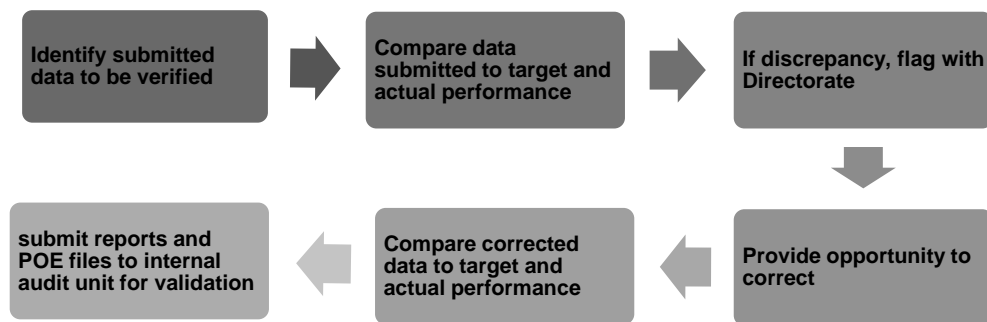 Identify submitted
data to be verified
Compare data
submitted to target and
actual performance
If discrepancy, flag with
Directorate
Provide opportunity to
correct
Compare corrected
data to target and
actual performance
submit reports and
POE files to internal
audit unit for validation